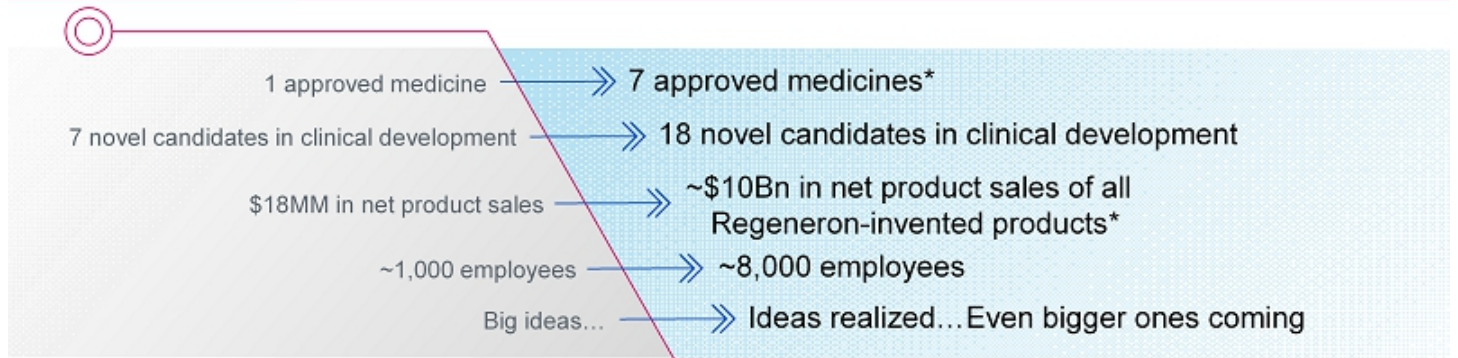 1 approved medicine
7 approved medicines*
7 novel candidates in clinical development
18 novel candidates in clinical development
$18MM in net product sales
~$10Bn in net product sales of all
Regeneron-invented products*
~1,000 employees
~8,000 employees
Big ideas…
Ideas realized…Even bigger ones coming